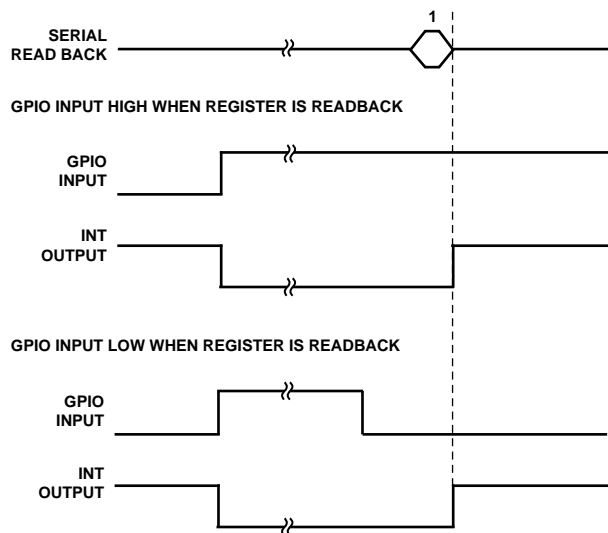 1
SERIAL
READ BACK
GPIO INPUT HIGH WHEN REGISTER IS READBACK
GPIO
INPUT
INT
OUTPUT
GPIO INPUT LOW WHEN REGISTER IS READBACK
GPIO
INPUT
INT
OUTPUT